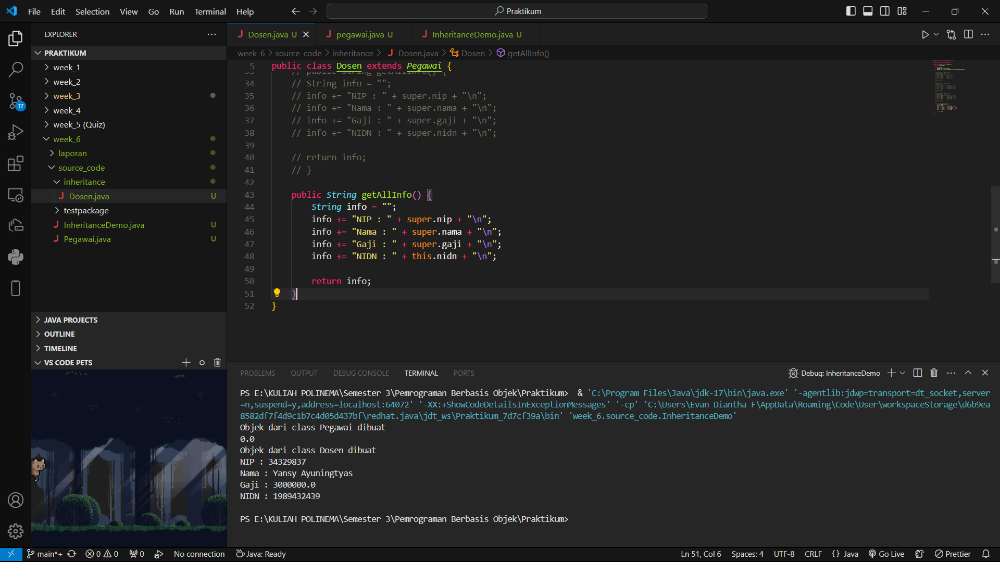 File Edit Selection View Go Run Terminal Help
Praktikum
EXPLORER
PRAKTIKUM
week_1
week_2
week_3
week_4
week_5 (Quiz)
week_6
laporan
source_code
inheritance
Dosen.java U
testpackage
InheritanceDemo.java U
Pegawai.java U
17
JAVA PROJECTS
OUTLINE
TIMELINE
VS CODE PETS
Dosen.java U
pegawai.java U
InheritanceDemo.java U
week_6 > source_code > inheritance > Dosen.java > Dosen > getAllInfo()
5 public class Dosen extends Pegawai {
33 // public String getAllInfo() {
34 // String info = "";
35 // info += "NIP : " + super.nip + "\n";
36 // info += "Nama : " + super.nama + "\n";
37 // info += "Gaji : " + super.gaji + "\n";
38 // info += "NIDN : " + super.nidn + "\n";
39
40 // return info;
41 // }
42
43 public String getAllInfo() {
44 String info = "";
45 info += "NIP : " + super.nip + "\n";
46 info += "Nama : " + super.nama + "\n";
47 info += "Gaji : " + super.gaji + "\n";
48 info += "NIDN : " + this.nidn + "\n";
49
50 return info;
51 }
52 }
PROBLEMS OUTPUT DEBUG CONSOLE TERMINAL PORTS
Debug: InheritanceDemo
PS E:\KULIAH POLINEMA\Semester 3\Pemrograman Berbasis Objek\Praktikum>  & 'C:\Program Files\Java\jdk-17\bin\java.exe' '-agentlib:jdwp=transport=dt_socket,server
=n,suspend=y,address=localhost:64072' '-XX:+ShowCodeDetailsInExceptionMessages' '-cp' 'C:\Users\Evan Diantha F\AppData\Roaming\Code\User\workspaceStorage\d6b9ea
8582df7f4d9c1b7c4d05d437bf\redhat.java\jdt_ws\Praktikum_7d7cf39a\bin' 'week_6.source_code.InheritanceDemo'
Objek dari class Pegawai dibuat
0.0
Objek dari class Dosen dibuat
NIP : 34329837
Nama : Yansy Ayuningtyas
Gaji : 3000000.0
NIDN : 1989432439
PS E:\KULIAH POLINEMA\Semester 3\Pemrograman Berbasis Objek\Praktikum>
main*+ 0 0 0 No connection Java: Ready
Ln 51, Col 6 Spaces: 4 UTF-8 CRLF {} Java Go Live Prettier